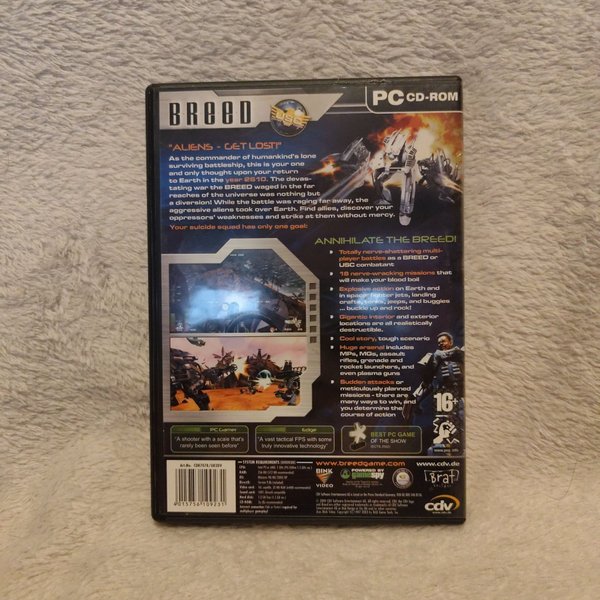 BREED
USC
PC CD-ROM
"ALIENS - GET LOST!"
As the commander of humankind's lone
surviving battleship, this is your one
and only thought upon your return
to Earth in the year 2610. The devas-
tating war the BREED waged in the far
reaches of the universe was nothing but
a diversion! While the battle was raging far away, the
aggressive aliens took over Earth. Find allies, discover your
oppressors' weaknesses and strike at them without mercy.
Your suicide squad has only one goal:
ANNIHILATE THE BREED!
Totally nerve-shattering multi-
player battles as a BREED or
USC combatant
18 nerve-wracking missions that
will make your blood boil
Explosive action on Earth and
in space: fighter jets, landing
crafts, tanks, jeeps, and buggies
... buckle up and rock!
Gigantic interior and exterior
locations are all realistically
destructible.
Cool story, tough scenario
Huge arsenal includes
MPs, MGs, assault
rifles, grenade and
rocket launchers, and
even plasma guns
Sudden attacks or
meticulously planned
missions - there are
many ways to win, and
you determine the
course of action
16+
PC Gamer
"A shooter with a scale that's
rarely been seen before"
Edge
"A vast tactical FPS with some
truly innovative technology"
BEST PC GAME
OF THE SHOW
SYSTEM REQUIREMENTS
BINK
VIDEO
POWERED BY
gamespy
www.breedgame.com
www.cdv.de
Brat
cdv